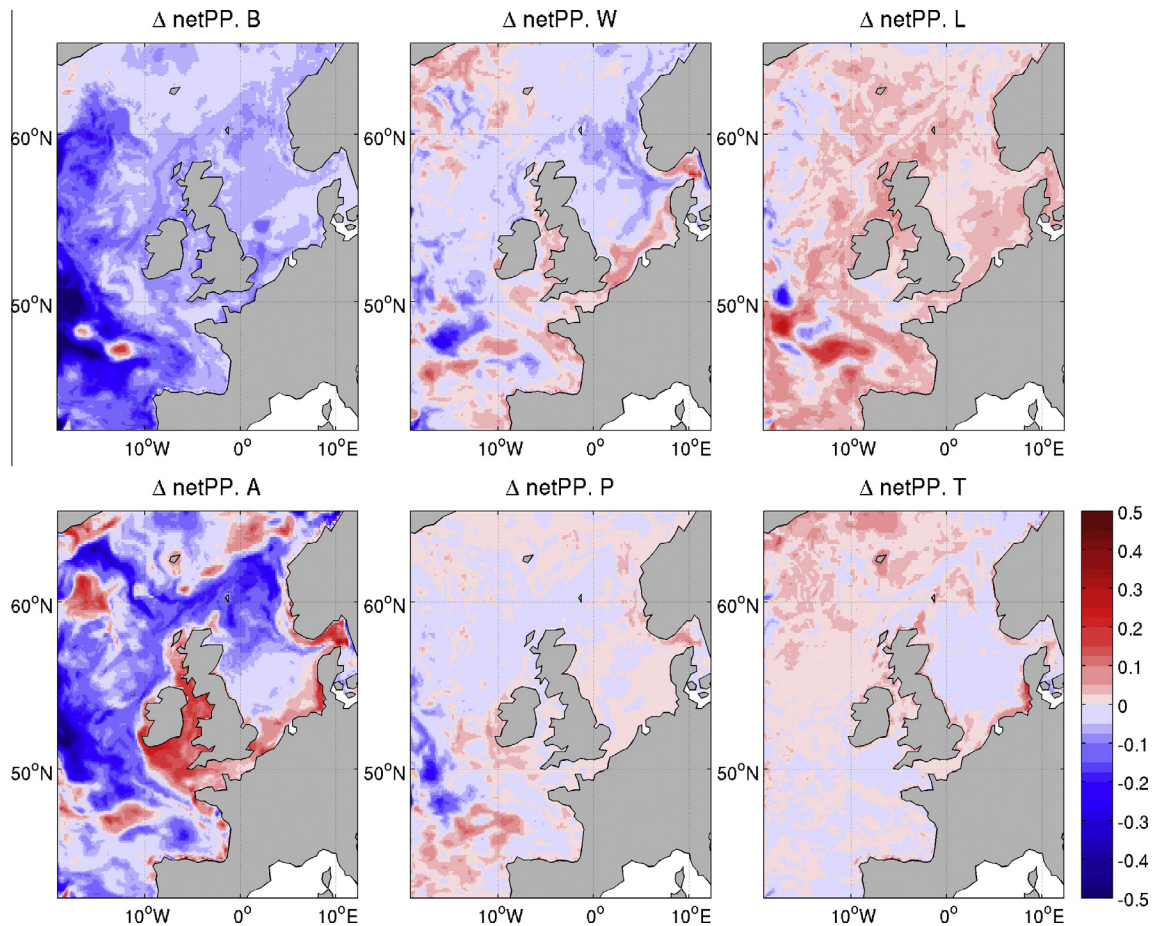 Δ netPP. B
Δ netPP. W
Δ netPP. L
60°N
60°N
60°N
50°N
50°N
50°N
10°W 0° 10°E
10°W 0° 10°E
10°W 0° 10°E
Δ netPP. A
Δ netPP. P
Δ netPP. T
60°N
60°N
60°N
50°N
50°N
50°N
10°W 0° 10°E
10°W 0° 10°E
10°W 0° 10°E
0.5
0.4
0.3
0.2
0.1
0
-0.1
-0.2
-0.3
-0.4
-0.5